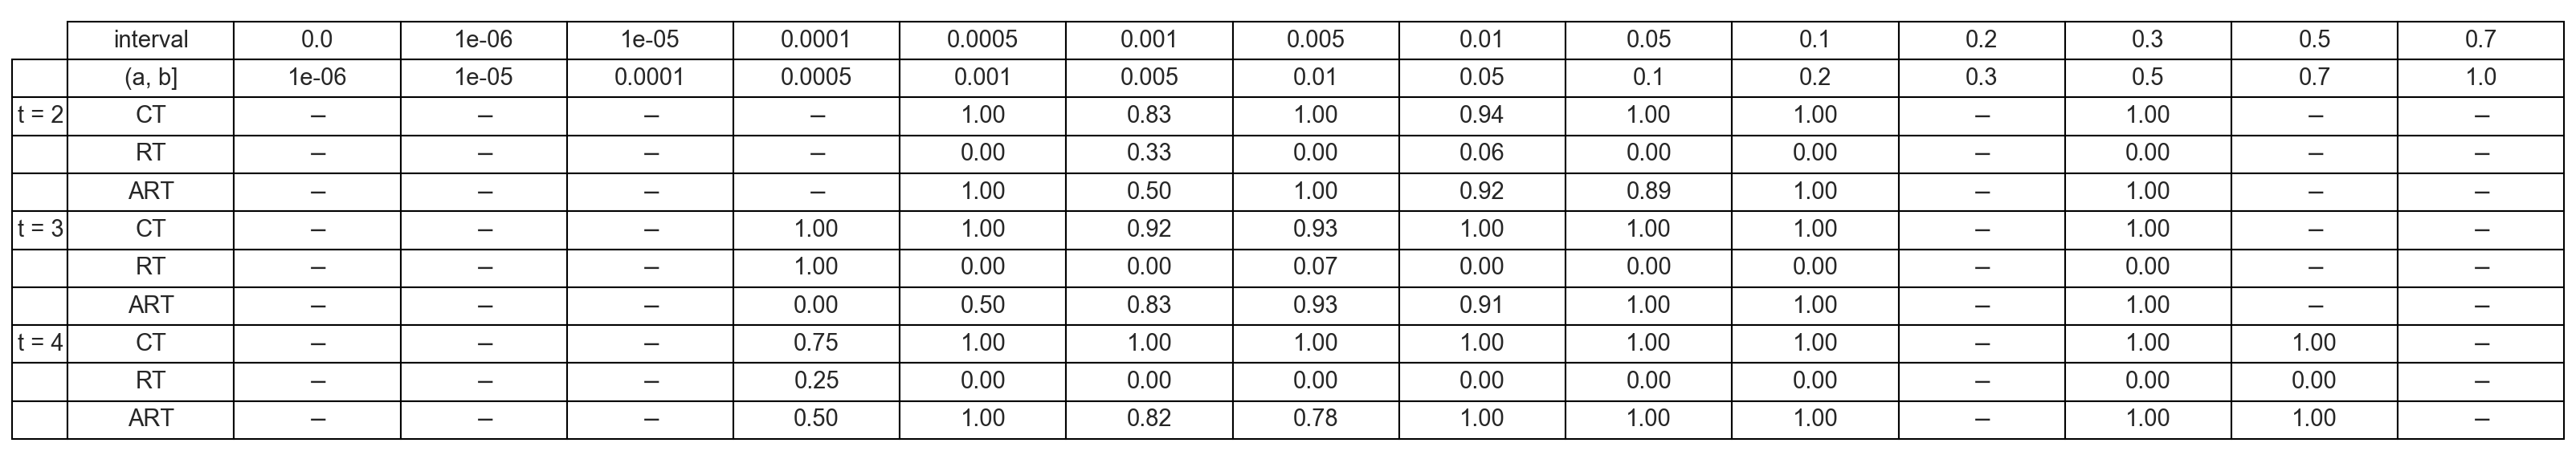 interval 0.0 1e-06 1e-05 0.0001 0.0005 0.001 0.005 0.01 0.05 0.1 0.2 0.3 0.5 0.7
(a, b] 1e-06 1e-05 0.0001 0.0005 0.001 0.005 0.01 0.05 0.1 0.2 0.3 0.5 0.7 1.0
t = 2 CT – – – – 1.00 0.83 1.00 0.94 1.00 1.00 – 1.00 – –
RT – – – – 0.00 0.33 0.00 0.06 0.00 0.00 – 0.00 – –
ART – – – – 1.00 0.50 1.00 0.92 0.89 1.00 – 1.00 – –
t = 3 CT – – – 1.00 1.00 0.92 0.93 1.00 1.00 1.00 – 1.00 – –
RT – – – 1.00 0.00 0.00 0.07 0.00 0.00 0.00 – 0.00 – –
ART – – – 0.00 0.50 0.83 0.93 0.91 1.00 1.00 – 1.00 – –
t = 4 CT – – – 0.75 1.00 1.00 1.00 1.00 1.00 1.00 – 1.00 1.00 –
RT – – – 0.25 0.00 0.00 0.00 0.00 0.00 0.00 – 0.00 0.00 –
ART – – – 0.50 1.00 0.82 0.78 1.00 1.00 1.00 – 1.00 1.00 –